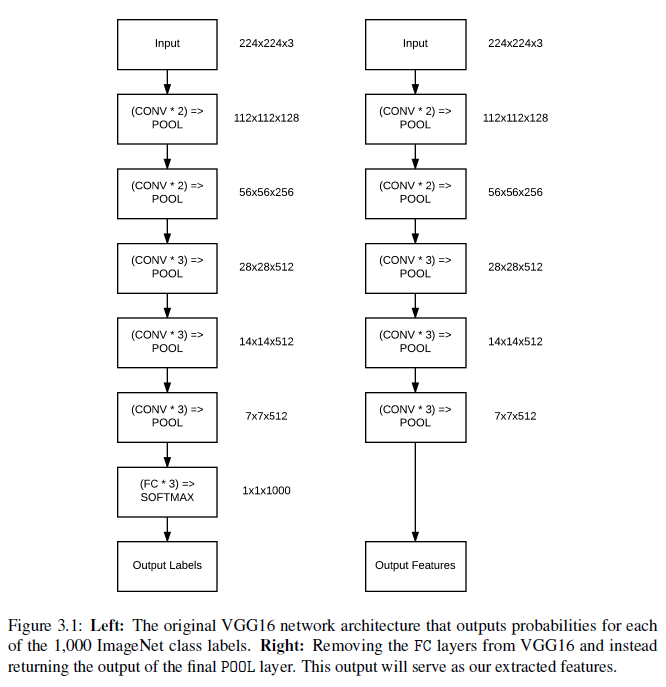 Input 224x224x3 Input 224x224x3
(CONV * 2) => (CONV * 2) =>
POOL 112x112x128 POOL 112x112x128
(CONV * 2) => (CONV * 2) =>
POOL 56x56x256 POOL 56x56x256
(CONV * 3) => (CONV * 3) =>
POOL 28x28x512 POOL 28x28x512
(CONV * 3) => (CONV * 3) =>
POOL 14x14x512 POOL 14x14x512
(CONV * 3) => (CONV * 3) =>
POOL 7x7x512 POOL 7x7x512
(FC * 3) =>
SOFTMAX 1x1x1000
Output Labels Output Features
Figure 3.1: Left: The original VGG16 network architecture that outputs probabilities for each
of the 1,000 ImageNet class labels. Right: Removing the FC layers from VGG16 and instead
returning the output of the final POOL layer. This output will serve as our extracted features.